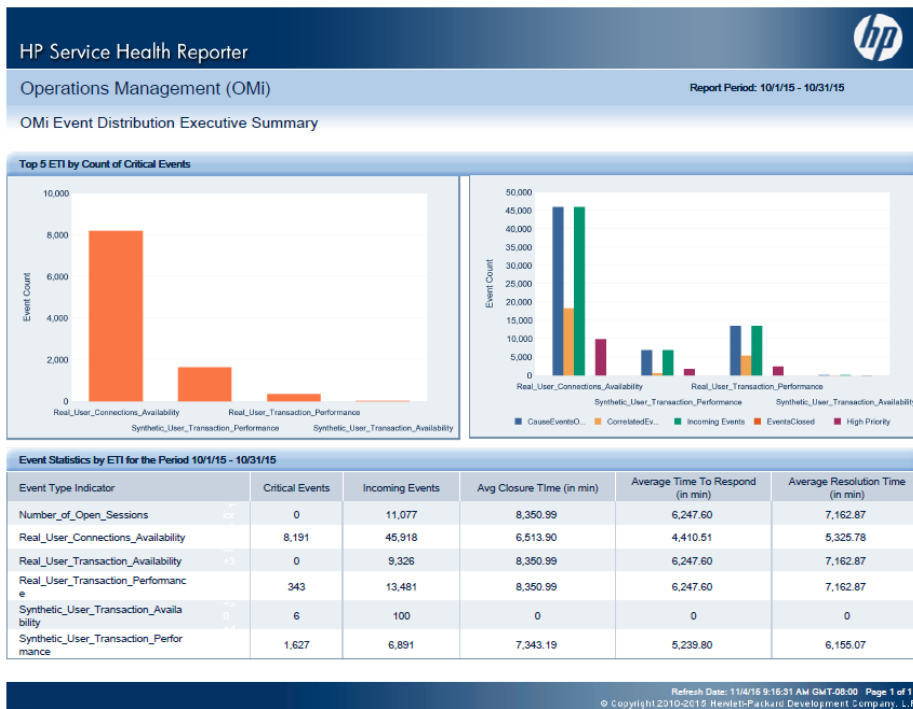 HP Service Health Reporter
hp
Operations Management (OMi)
Report Period: 10/1/15 - 10/31/15
OMi Event Distribution Executive Summary
Top 5 ETI by Count of Critical Events
10,000
8,000
6,000
4,000
2,000
0
Event Count
Real_User_Connections_Availability
Real_User_Transaction_Performance
Synthetic_User_Transaction_Performance
Synthetic_User_Transaction_Availability
50,000
45,000
40,000
35,000
30,000
25,000
20,000
15,000
10,000
5,000
0
Event Count
Real_User_Connections_Availability
Real_User_Transaction_Performance
Synthetic_User_Transaction_Performance
Synthetic_User_Transaction_Availability
CauseEventsO... CorrelatedEv... Incoming Events EventsClosed High Priority
Event Statistics by ETI for the Period 10/1/15 - 10/31/15
Event Type Indicator Critical Events Incoming Events Avg Closure TIme (in min) Average Time To Respond (in min) Average Resolution Time (in min)
Number_of_Open_Sessions 0 11,077 8,350.99 6,247.60 7,162.87
Real_User_Connections_Availability 8,191 45,918 6,513.90 4,410.51 5,325.78
Real_User_Transaction_Availability 0 9,326 8,350.99 6,247.60 7,162.87
Real_User_Transaction_Performanc
e 343 13,481 8,350.99 6,247.60 7,162.87
Synthetic_User_Transaction_Availa
bility 6 100 0 0 0
Synthetic_User_Transaction_Perfor
mance 1,627 6,891 7,343.19 5,239.80 6,155.07
Refresh Date: 11/4/15 9:16:31 AM GMT-08:00 Page 1 of 1
© Copyright 2010-2015 Hewlett-Packard Development Company, L.P